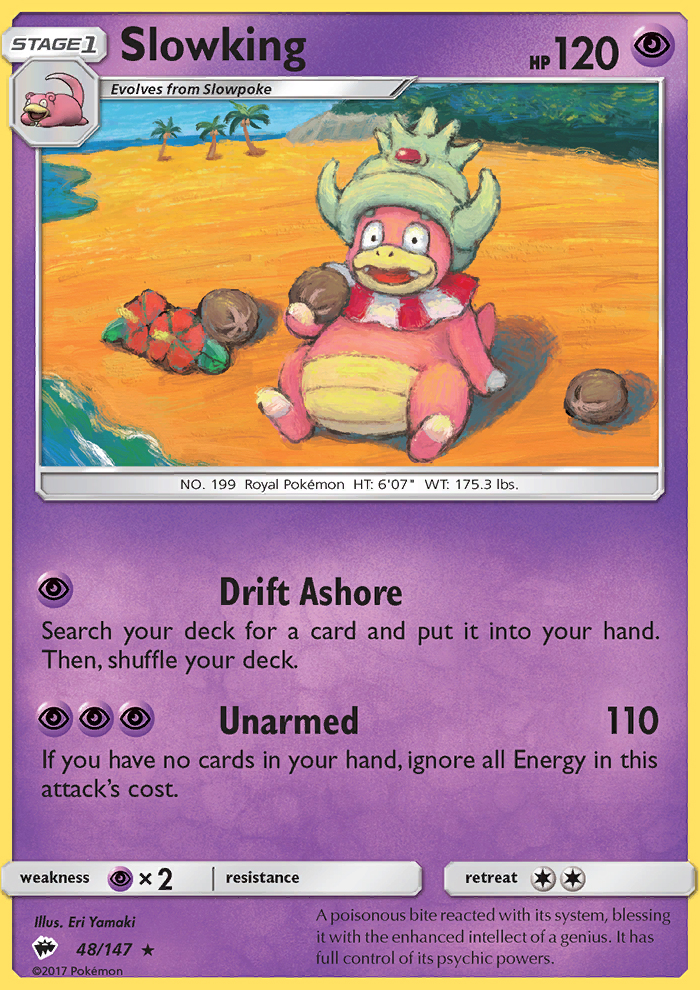 STAGE1
Slowking
HP 120
Evolves from Slowpoke
NO. 199 Royal Pokémon HT: 6'07" WT: 175.3 lbs.
Drift Ashore
Search your deck for a card and put it into your hand.
Then, shuffle your deck.
Unarmed 110
If you have no cards in your hand, ignore all Energy in this
attack's cost.
weakness ×2 resistance retreat
Illus. Eri Yamaki
48/147 ★
©2017 Pokémon
A poisonous bite reacted with its system, blessing
it with the enhanced intellect of a genius. It has
full control of its psychic powers.